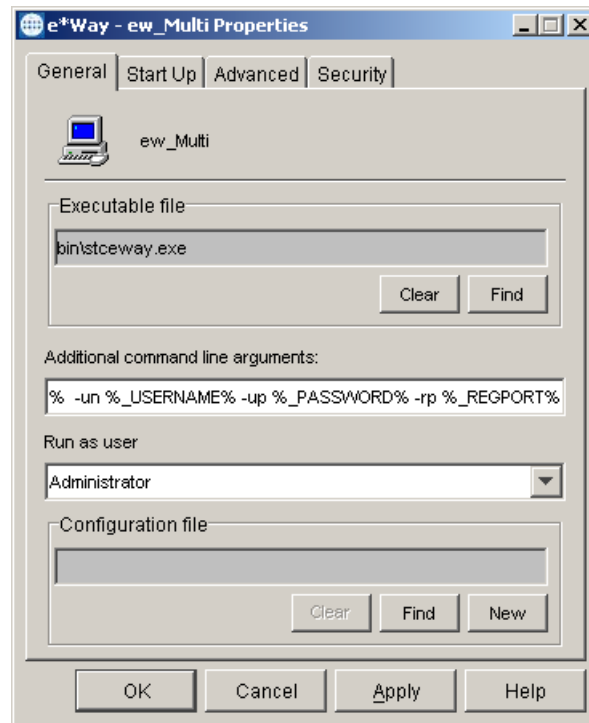 e*Way - ew_Multi Properties
General Start Up Advanced Security
ew_Multi
Executable file
bin\stceway.exe
Clear Find
Additional command line arguments:
% -un %_USERNAME% -up %_PASSWORD% -rp %_REGPORT%
Run as user
Administrator
Configuration file
Clear Find New
OK Cancel Apply Help